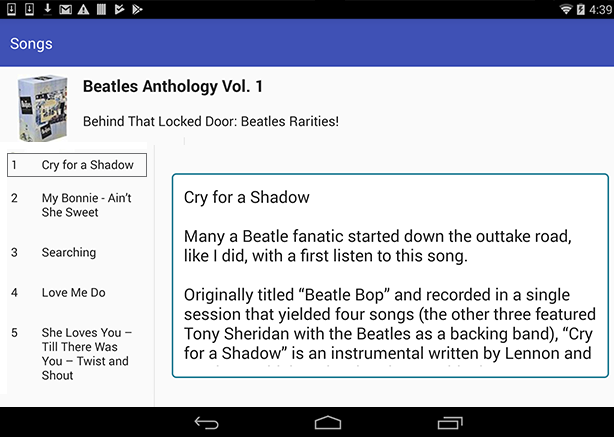 4:39
Songs
Beatles Anthology Vol. 1
Behind That Locked Door: Beatles Rarities!
1 Cry for a Shadow
2 My Bonnie - Ain't
She Sweet
3 Searching
4 Love Me Do
5 She Loves You –
Till There Was
You – Twist and
Shout
Cry for a Shadow
Many a Beatle fanatic started down the outtake road,
like I did, with a first listen to this song.
Originally titled “Beatle Bop” and recorded in a single
session that yielded four songs (the other three featured
Tony Sheridan with the Beatles as a backing band), “Cry
for a Shadow” is an instrumental written by Lennon and